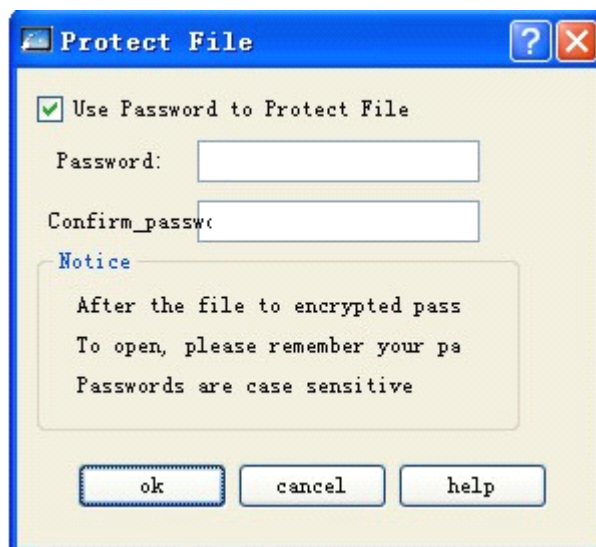 Protect File
Use Password to Protect File
Password:
Confirm_passwo
Notice
After the file to encrypted pass
To open, please remember your pa
Passwords are case sensitive
ok cancel help